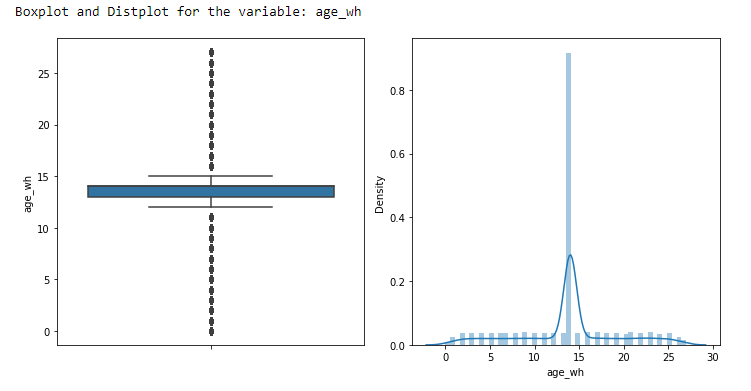 Boxplot and Distplot for the variable: age_wh
25
20
15
10
5
0
age_wh
0.8
0.6
0.4
0.2
0.0
Density
0 5 10 15 20 25 30
age_wh